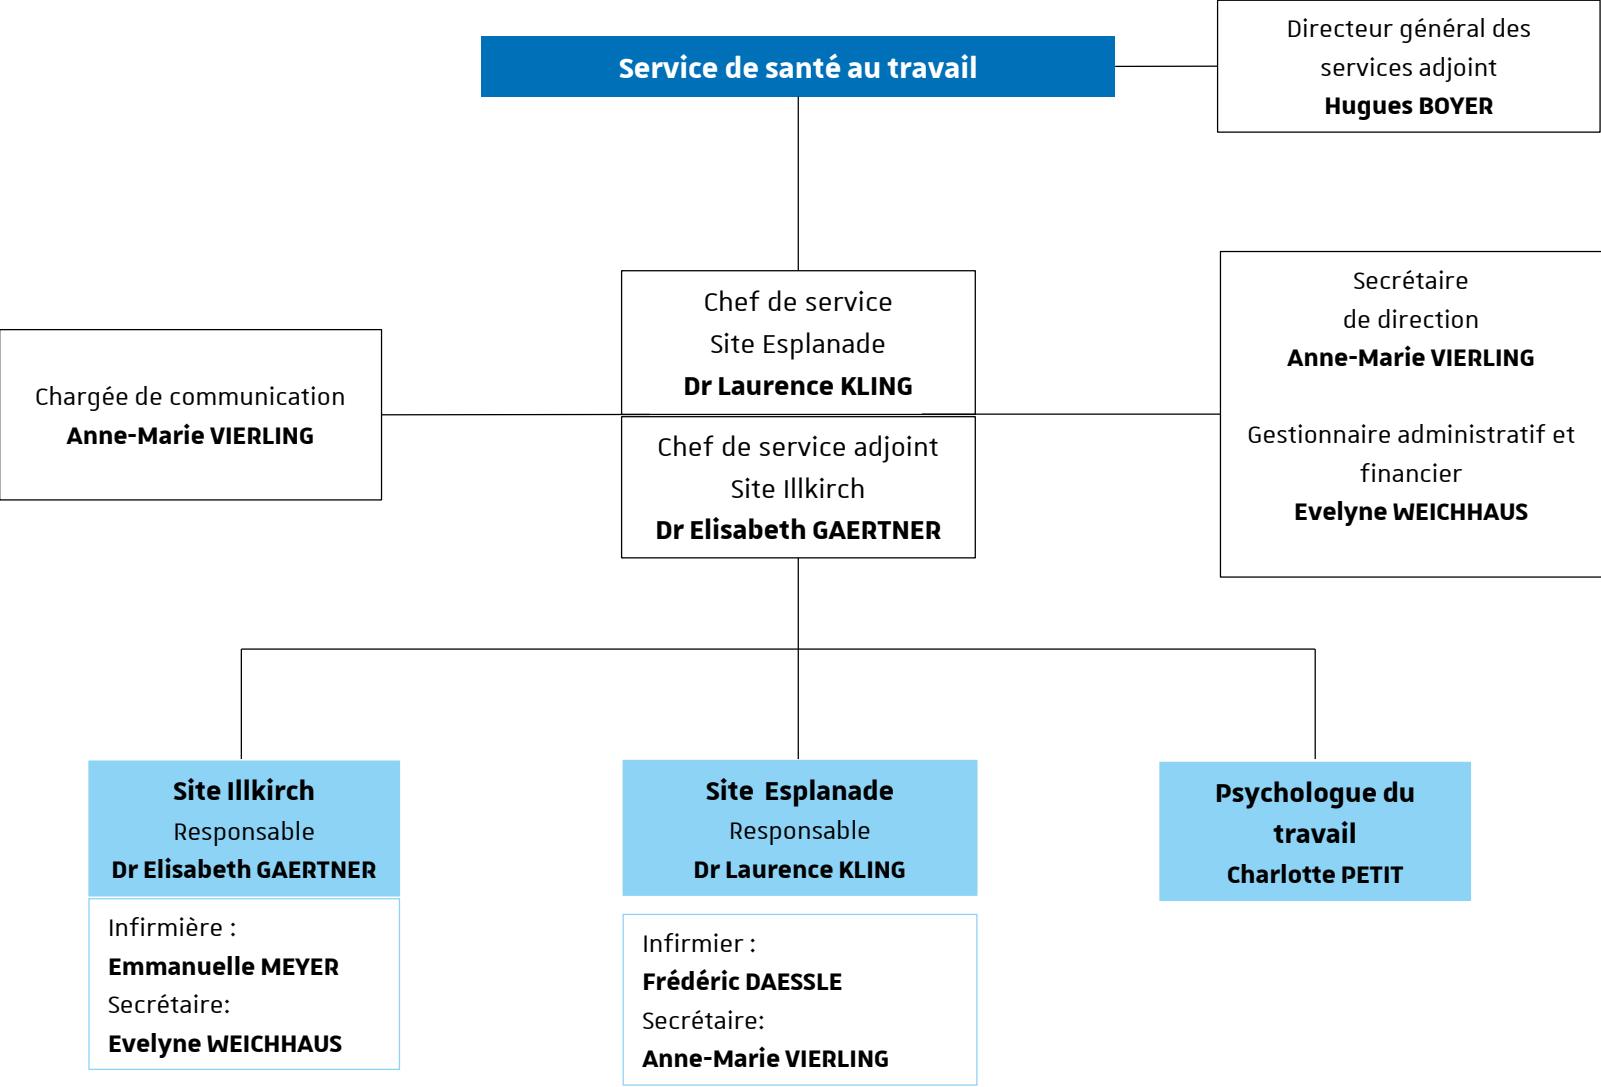 Service de santé au travail
Directeur général des
services adjoint
Hugues BOYER
Chef de service
Site Esplanade
Dr Laurence KLING
Chef de service adjoint
Site Illkirch
Dr Elisabeth GAERTNER
Chargée de communication
Anne-Marie VIERLING
Secrétaire
de direction
Anne-Marie VIERLING
Gestionnaire administratif et
financier
Evelyne WEICHHAUS
Site Illkirch
Responsable
Dr Elisabeth GAERTNER
Infirmière :
Emmanuelle MEYER
Secrétaire:
Evelyne WEICHHAUS
Site Esplanade
Responsable
Dr Laurence KLING
Infirmier :
Frédéric DAESSLE
Secrétaire:
Anne-Marie VIERLING
Psychologue du
travail
Charlotte PETIT